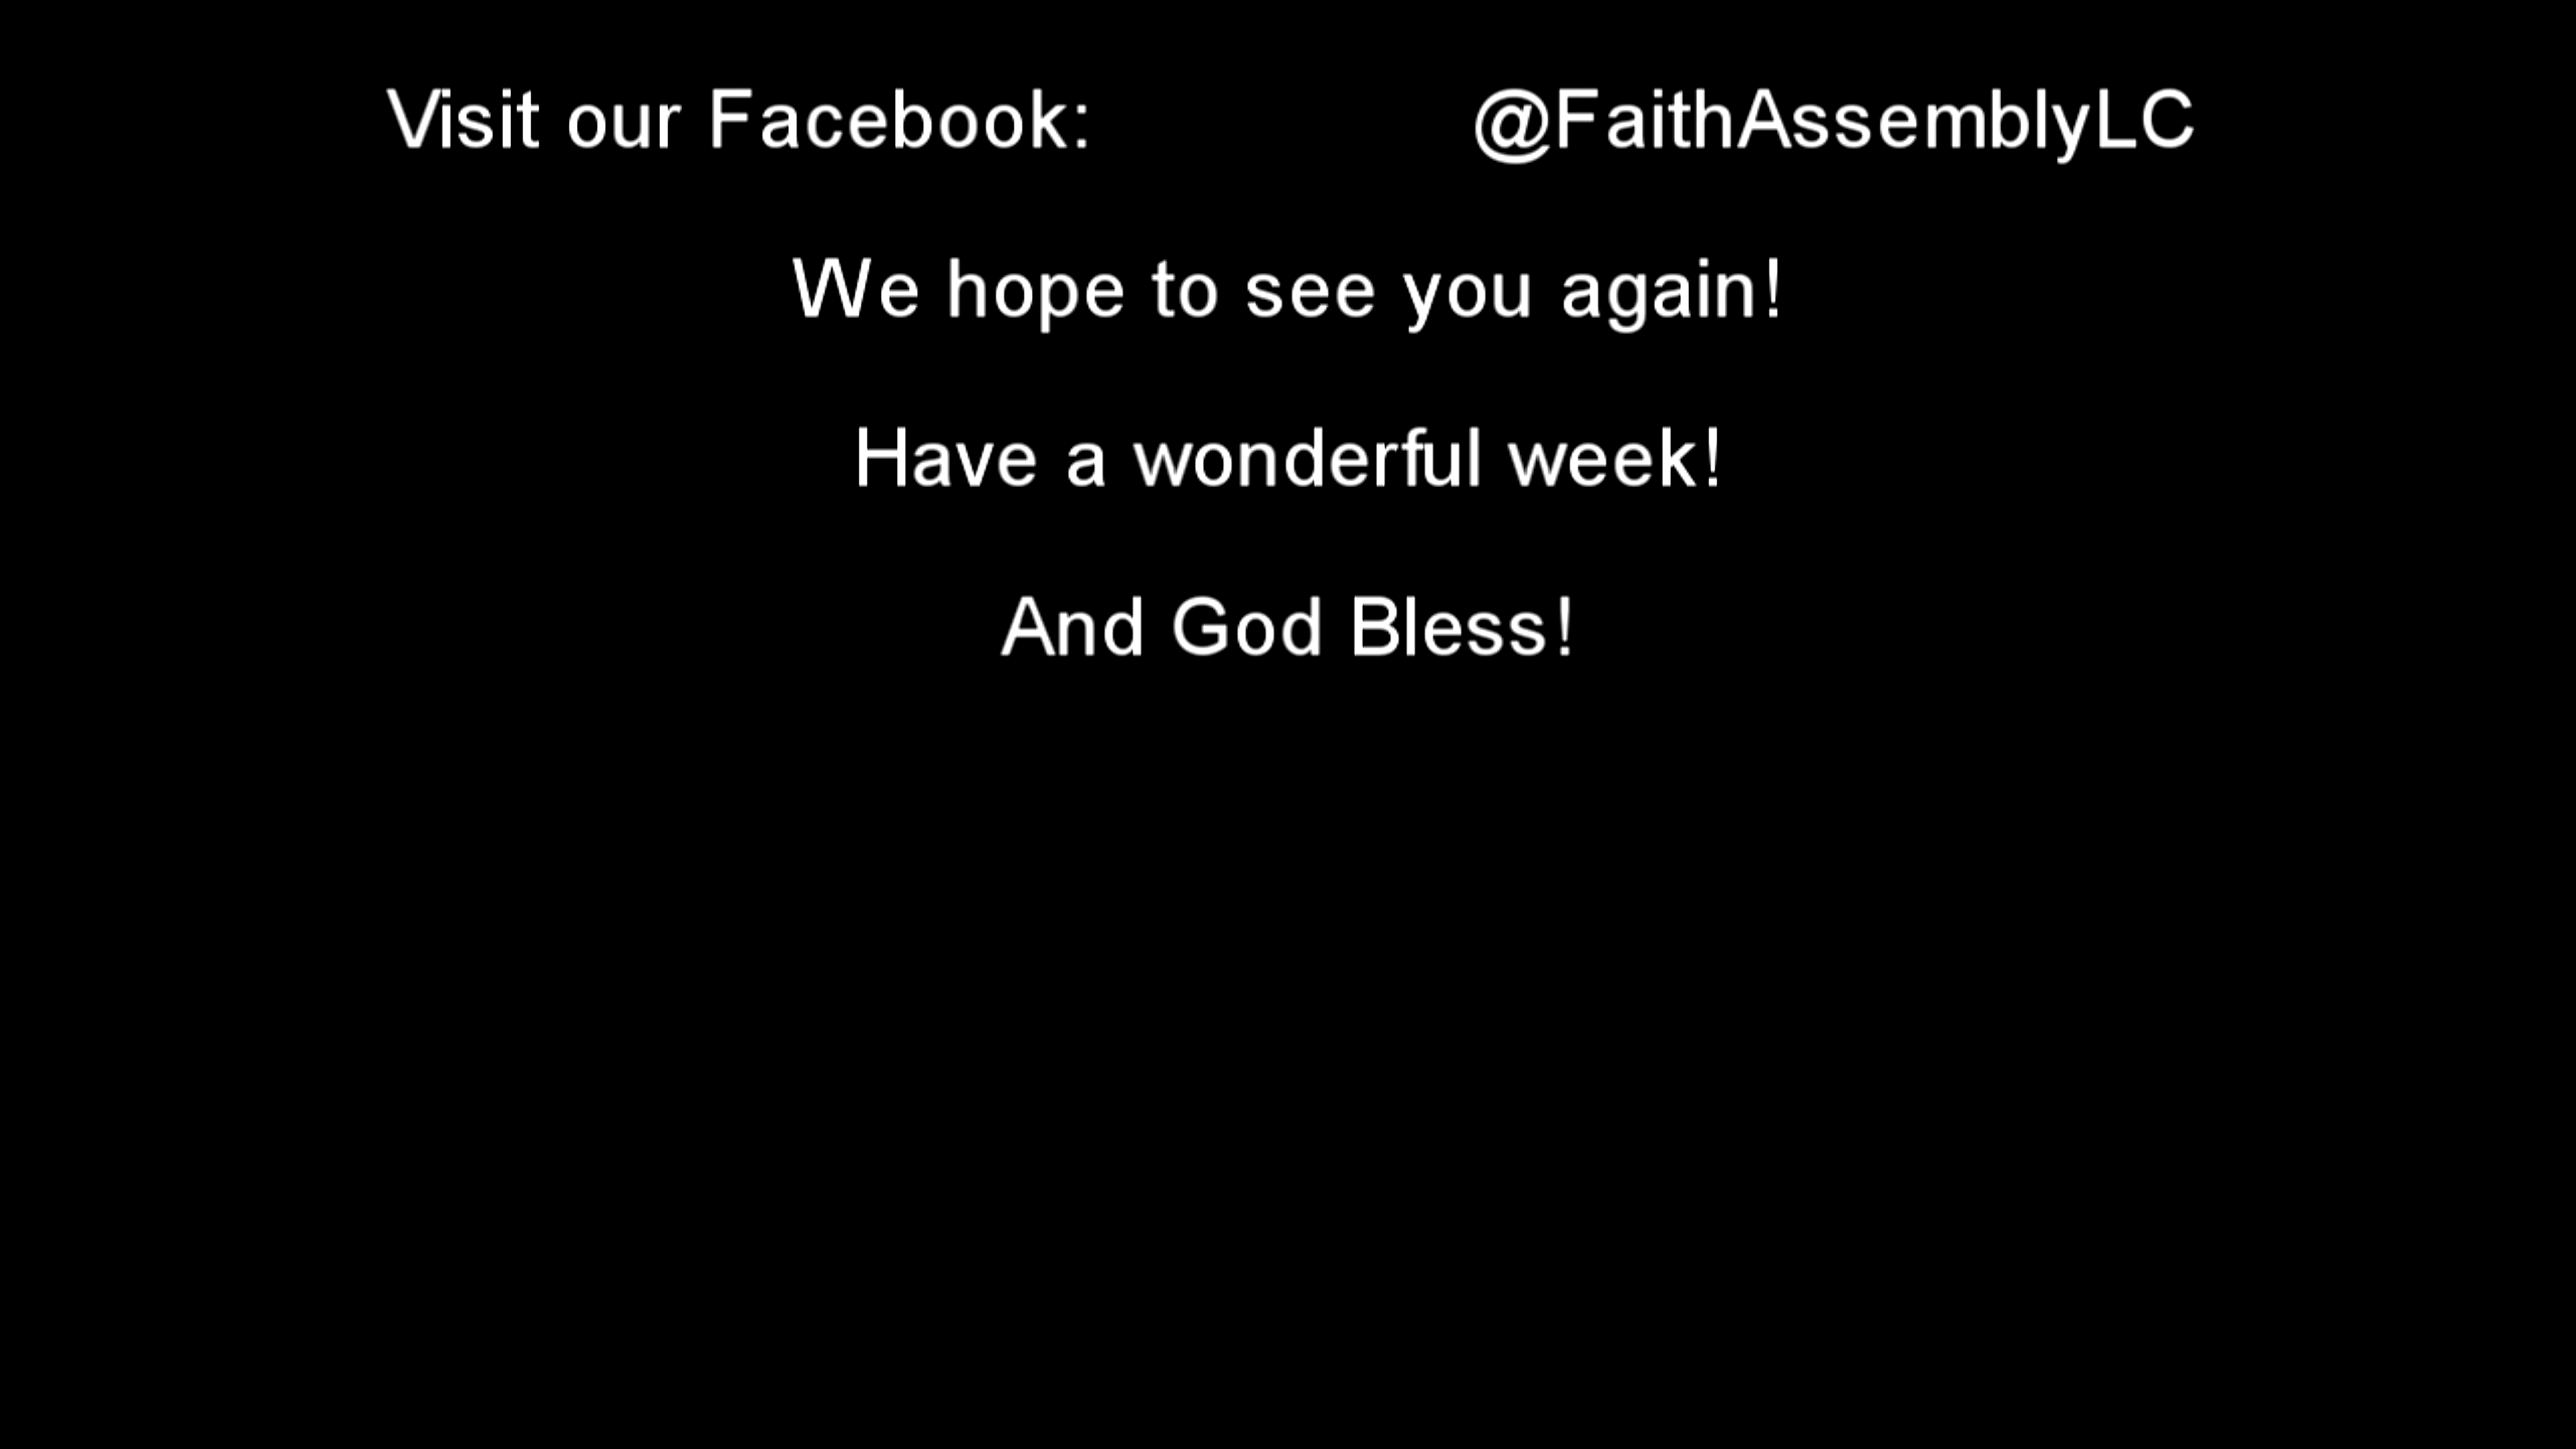 Visit our Facebook: @FaithAssemblyLC
We hope to see you again!
Have a wonderful week!
And God Bless!